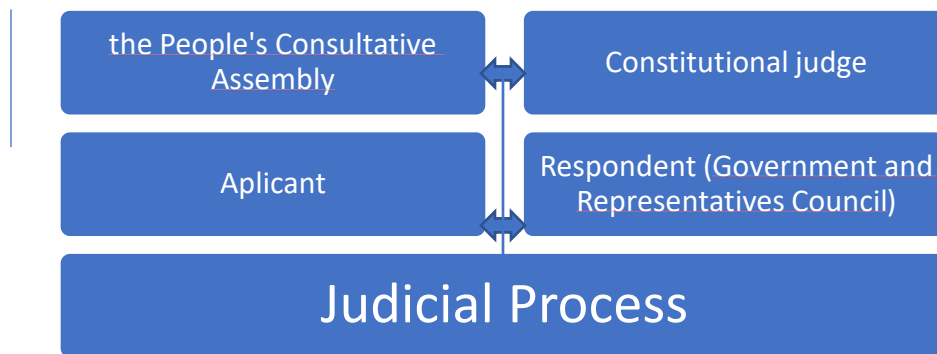 the People's Consultative
Assembly
Constitutional judge
Aplicant
Respondent (Government and
Representatives Council)
Judicial Process